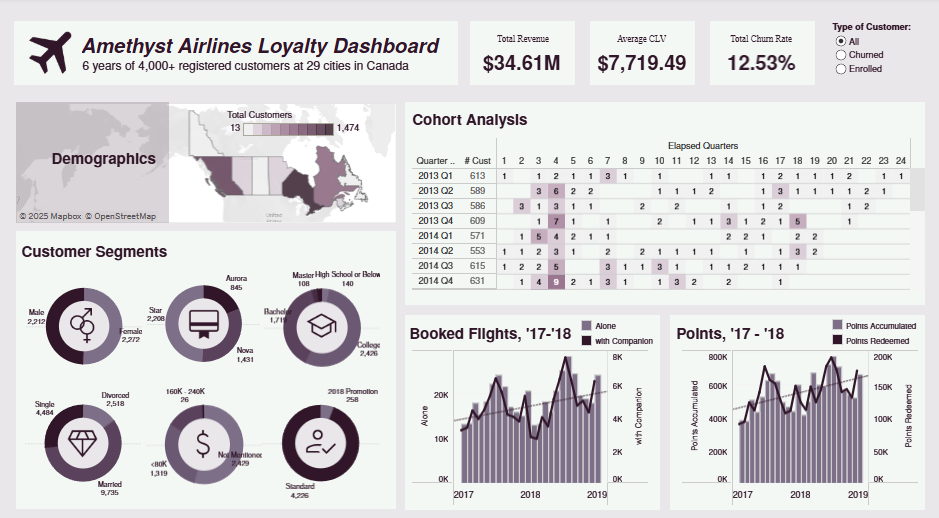 Amethyst Airlines Loyalty Dashboard
6 years of 4,000+ registered customers at 29 cities in Canada
Total Revenue
$34.61M
Average CLV
$7,719.49
Total Churn Rate
12.53%
Type of Customer:
All
Churned
Enrolled
Demographics
Total Customers
13 1,474
© 2025 Mapbox © OpenStreetMap
Cohort Analysis
Elapsed Quarters
Quarter .. # Cust 1 2 3 4 5 6 7 8 9 10 11 12 13 14 15 16 17 18 19 20 21 22 23 24
2013 Q1 613 1 1 2 1 1 3 1 1 1 1 1 2 1 1 1 2 1 1
2013 Q2 589 3 6 2 2 1 1 1 2 1 3 1 1 1 1 1 2 1
2013 Q3 586 2 1 3 1 1 2 2 1 1 2 1 1
2013 Q4 609 1 7 1 1 2 1 1 3 1 2 1 5 1
2014 Q1 571 1 5 4 2 1 1 2 2 1 2 2
2014 Q2 553 1 1 2 3 1 2 2 1 1 1 1 3 2
2014 Q3 615 1 2 2 5 3 1 1 3 1 1 1 2 1 1 1
2014 Q4 631 1 4 9 2 1 3 1 1 3 2 2 1
Customer Segments
Male
2,212
Female
2,272
Aurora
845
Star
2,208
Nova
1,431
Master
108
High School or Below
140
Bachelor
College
2,426
Single
4,484
Divorced
2,518
Married
9,735
160K - 240K
26
<80K
1,319
Not Mentioned
2,429
2018 Promotion
258
Standard
4,226
Booked Flights, '17-'18
Alone
with Companion
Alone
20K
10K
0K
8K
6K
4K
2K
0K
with Companion
2017 2018 2019
Points, '17 - '18
Points Accumulated
Points Redeemed
Points Accumulated
800K
600K
400K
200K
0K
200K
150K
100K
50K
0K
Points Redeemed
2017 2018 2019